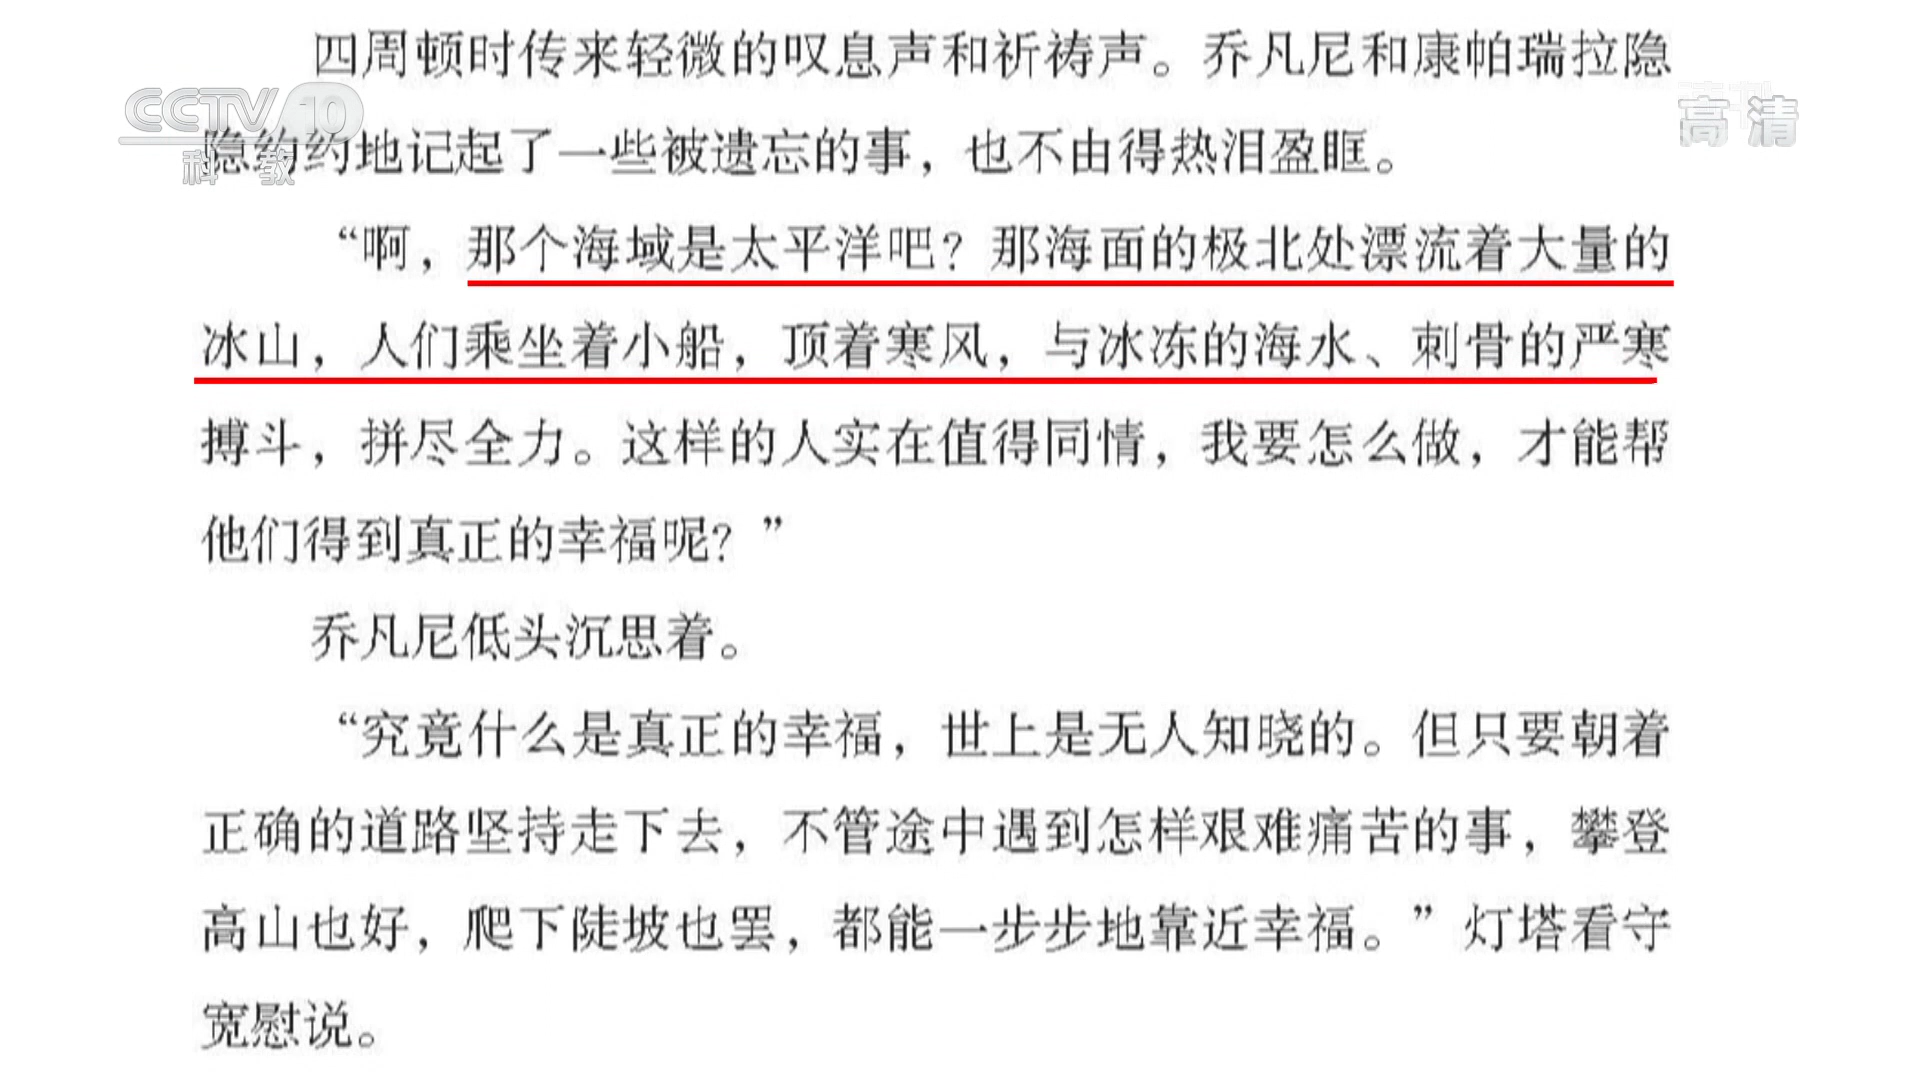 四周顿时传来轻微的叹息声和祈祷声。乔凡尼和康帕瑞拉隐
CCTV 10
高清
隐约约地记起了一些被遗忘的事，也不由得热泪盈眶。
科教
“啊，那个海域是太平洋吧？那海面的极北处漂流着大量的
冰山，人们乘坐着小船，顶着寒风，与冰冻的海水、刺骨的严寒
搏斗，拼尽全力。这样的人实在值得同情，我要怎么做，才能帮
他们得到真正的幸福呢？”
乔凡尼低头沉思着。
“究竟什么是真正的幸福，世上是无人知晓的。但只要朝着
正确的道路坚持走下去，不管途中遇到怎样艰难痛苦的事，攀登
高山也好，爬下陡坡也罢，都能一步步地靠近幸福。”灯塔看守
宽慰说。